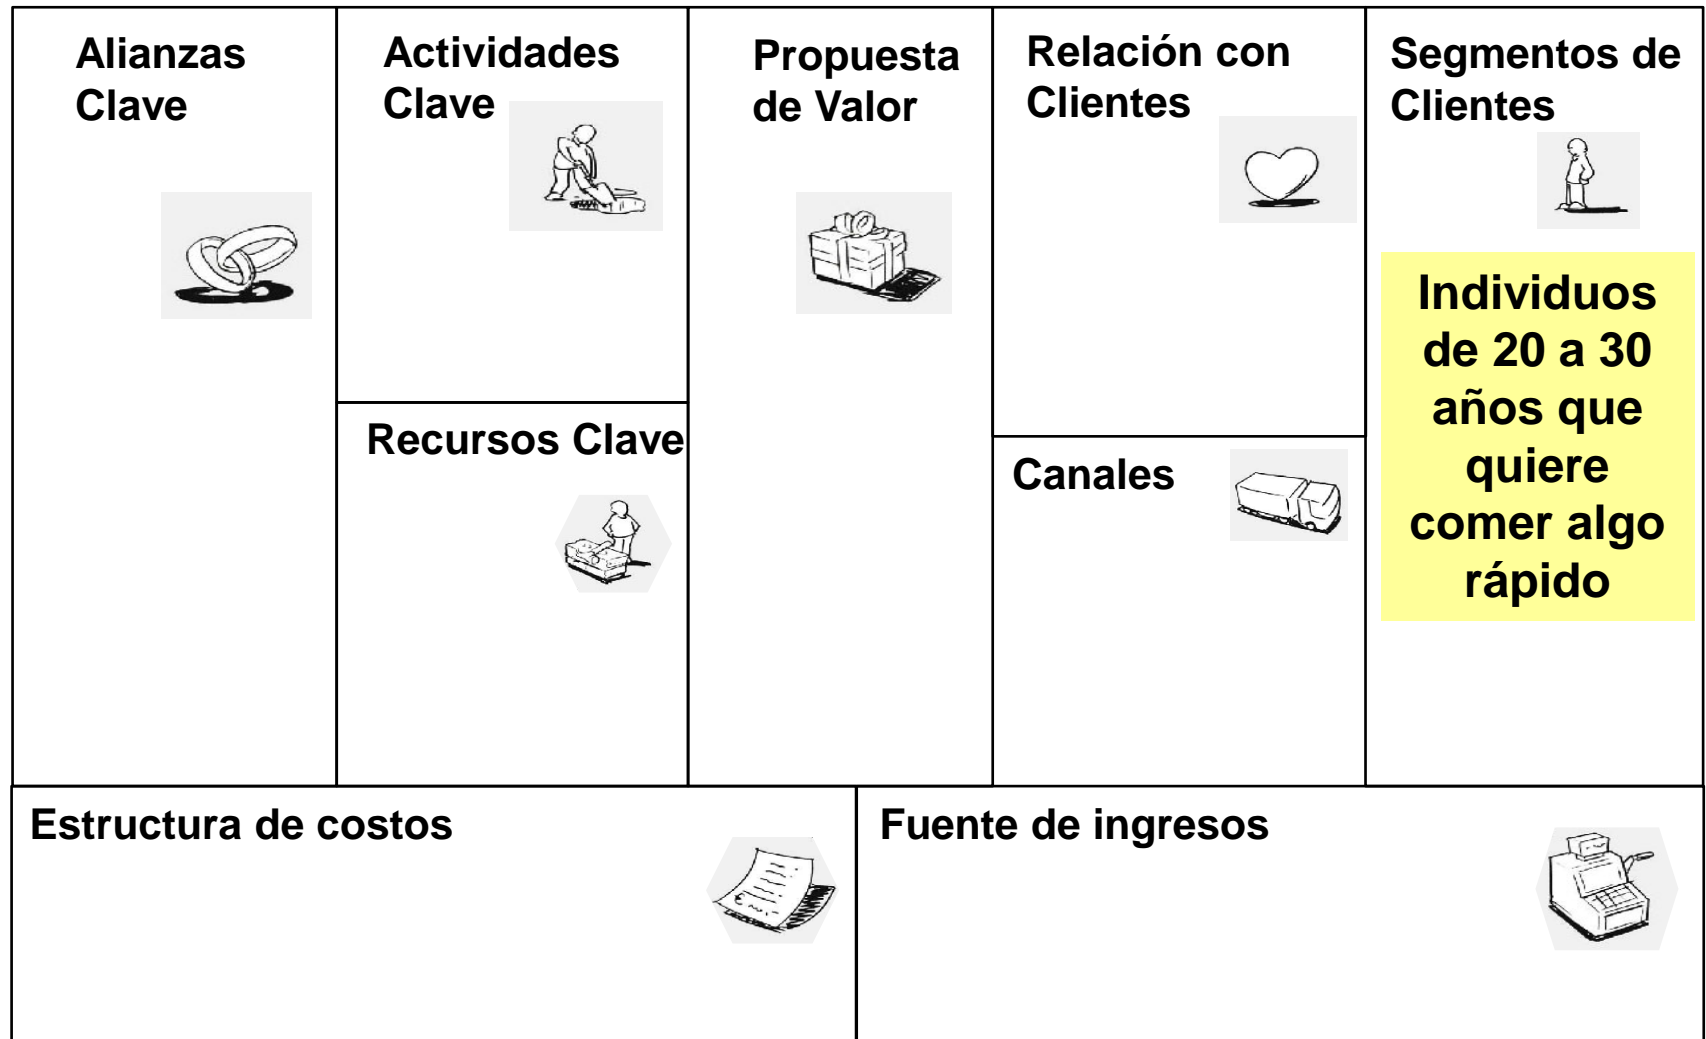 Alianzas
Clave
Actividades
Clave
Propuesta
de Valor
Relación con
Clientes
Segmentos de
Clientes
Individuos
de 20 a 30
años que
quiere
comer algo
rápido
Recursos Clave
Canales
Estructura de costos
Fuente de ingresos